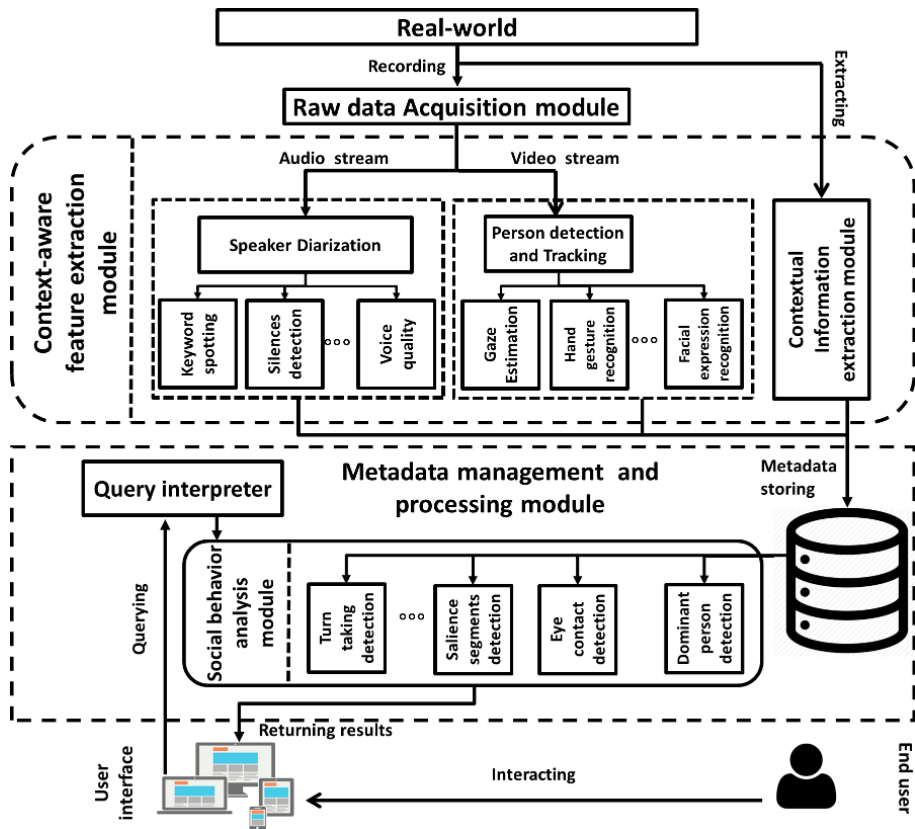 Real-world
Recording
Extracting
Raw data Acquisition module
Audio stream
Video stream
Context-aware
feature extraction
module
Speaker Diarization
Person detection
and Tracking
Keyword
spotting
Silences
detection
Voice
quality
Gaze
Estimation
Hand
gesture
recognition
Facial
expression
recognition
Contextual
Information
extraction module
Metadata management and
processing module
Metadata
storing
Query interpreter
Querying
Social behavior
analysis
module
Turn
taking
detection
Salience
segments
detection
Eye
contact
detection
Dominant
person
detection
Returning results
User
interface
Interacting
End user